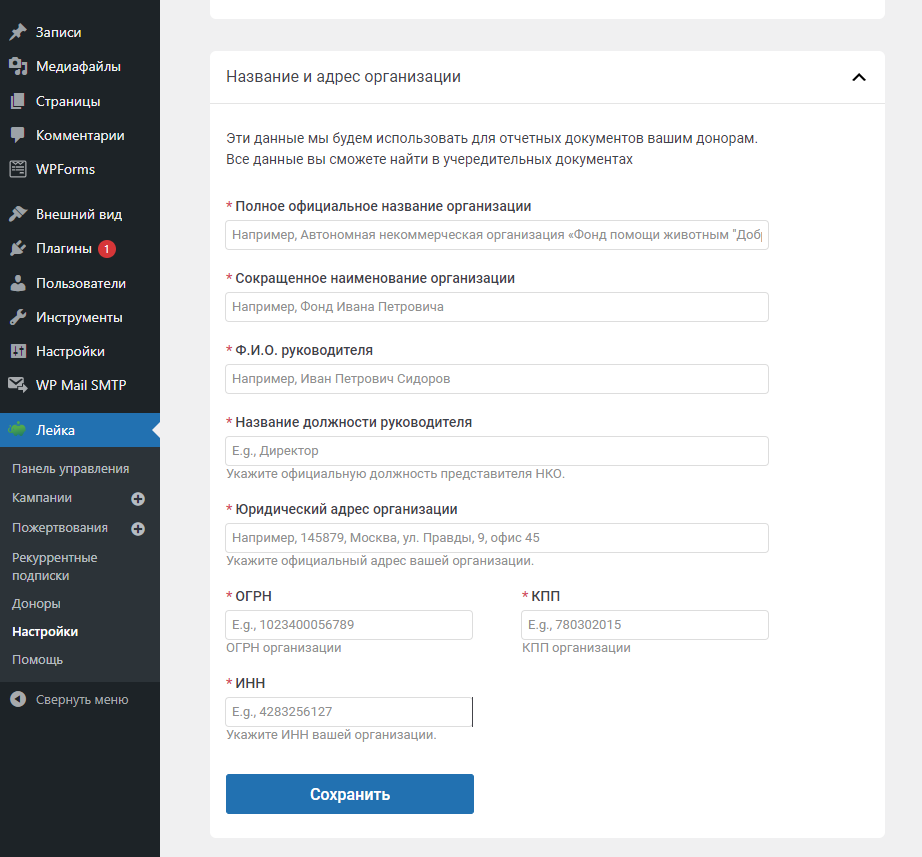 Записи
Медиафайлы
Страницы
Комментарии
WPForms
Внешний вид
Плагины 1
Пользователи
Инструменты
Настройки
WP Mail SMTP
Лейка
Панель управления
Кампании
Пожертвования
Рекуррентные
подписки
Доноры
Настройки
Помощь
Свернуть меню
Название и адрес организации
Эти данные мы будем использовать для отчетных документов вашим донорам.
Все данные вы сможете найти в учередительных документах
* Полное официальное название организации
Например, Автономная некоммерческая организация «Фонд помощи животным "Доб
* Сокращенное наименование организации
Например, Фонд Ивана Петровича
* Ф.И.О. руководителя
Например, Иван Петрович Сидоров
* Название должности руководителя
E.g., Директор
Укажите официальную должность представителя НКО.
* Юридический адрес организации
Например, 145879, Москва, ул. Правды, 9, офис 45
Укажите официальный адрес вашей организации.
* ОГРН * КПП
E.g., 1023400056789 E.g., 780302015
ОГРН организации КПП организации
* ИНН
E.g., 4283256127
Укажите ИНН вашей организации.
Сохранить